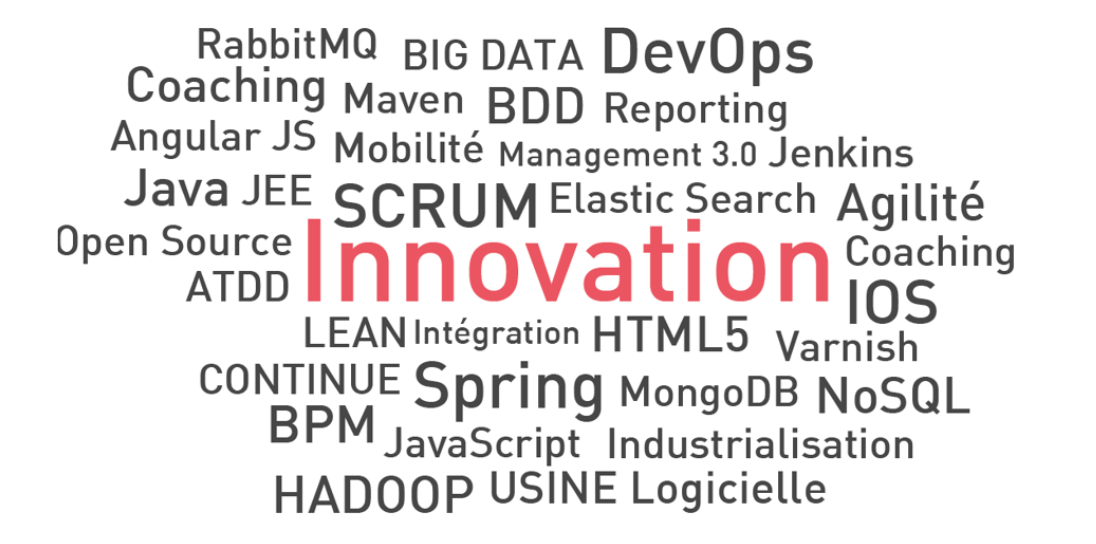 RabbitMQ BIG DATA DevOps
Coaching Maven BDD Reporting
Angular JS Mobilité Management 3.0 Jenkins
Java JEE SCRUM Elastic Search Agilité
Open Source Innovation Coaching
ATDD IOS
LEAN Intégration HTML5 Varnish
CONTINUE Spring MongoDB NoSQL
BPM JavaScript Industrialisation
HADOOP USINE Logicielle